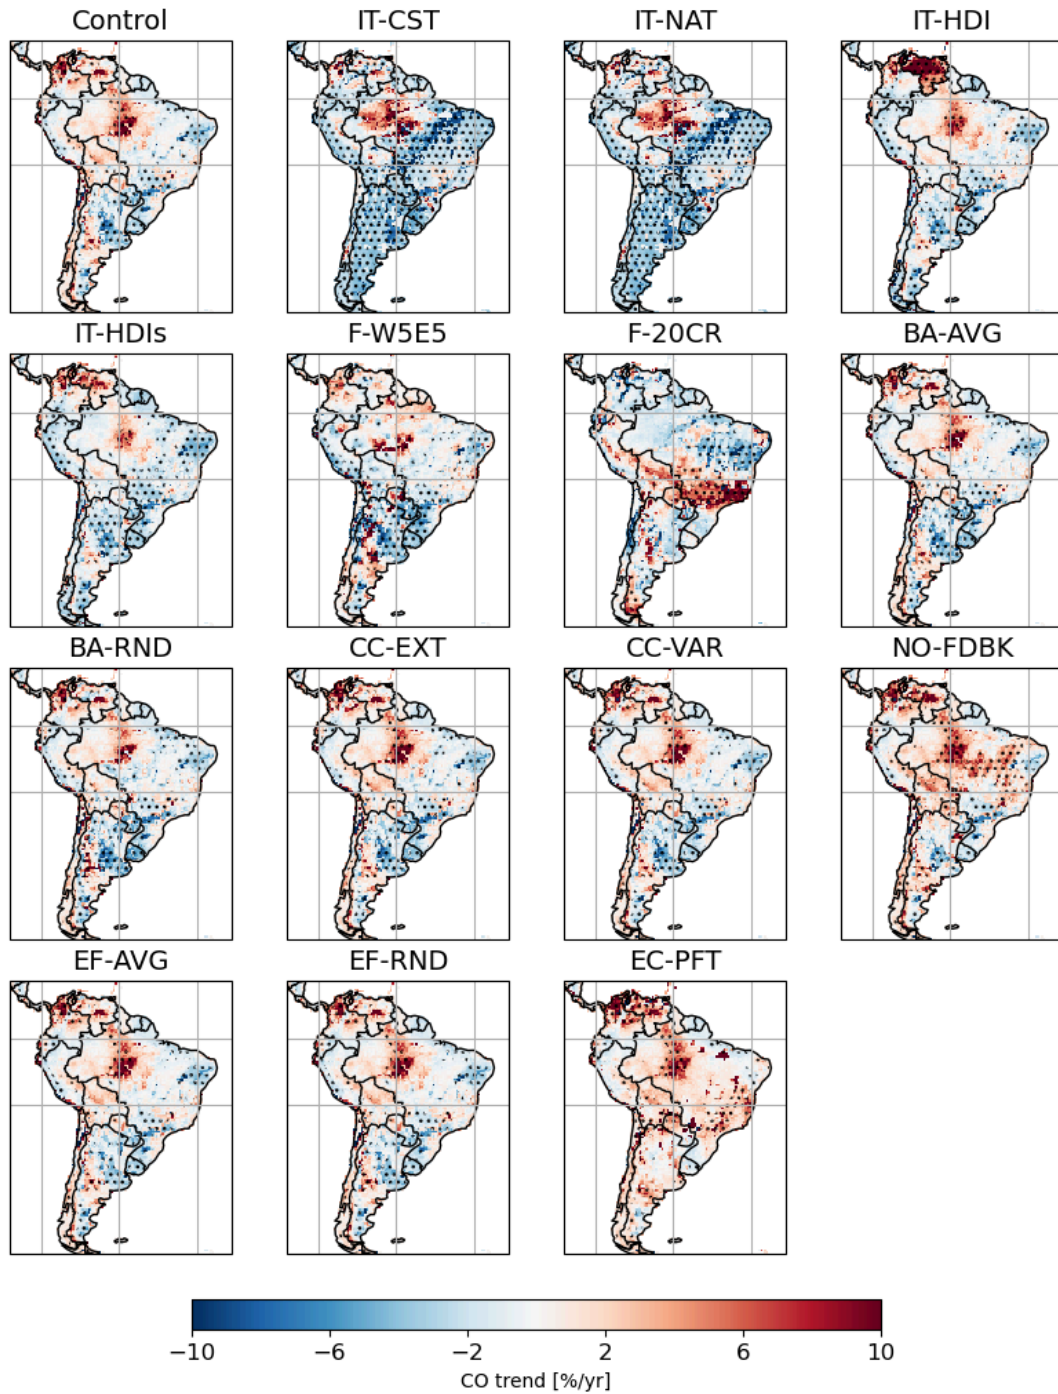 Control IT-CST IT-NAT IT-HDI
IT-HDIs F-W5E5 F-20CR BA-AVG
BA-RND CC-EXT CC-VAR NO-FDBK
EF-AVG EF-RND EC-PFT
−10 −6 −2 2 6 10
CO trend [%/yr]